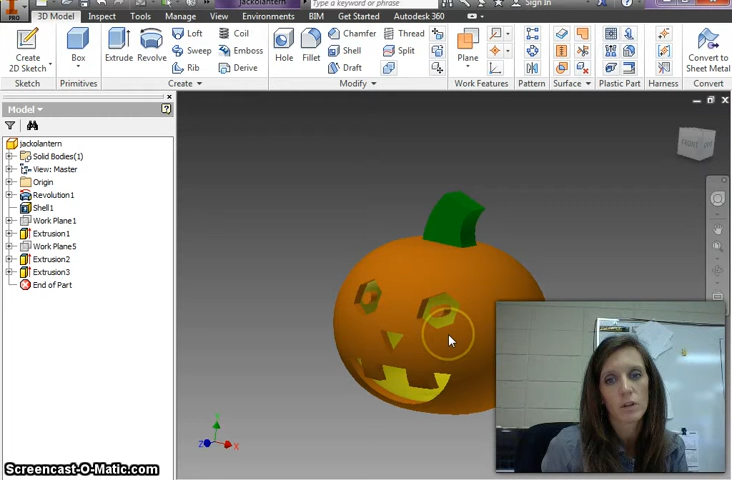 jackolantern
Type a help keyword or phrase
Sign In
PRO
3D Model Inspect Tools Manage View Environments BIM Get Started Autodesk 360
Create
2D Sketch
Box
Extrude Revolve
Loft
Sweep
Rib
Coil
Emboss
Derive
Hole Fillet
Chamfer
Shell
Draft
Split
Plane
Convert to
Sheet Metal
Sketch Primitives Create Modify Work Features Pattern Surface Plastic Part Harness Convert
Model
jackolantern
Solid Bodies(1)
View: Master
Origin
Revolution1
Shell1
Work Plane1
Extrusion1
Work Plane5
Extrusion2
Extrusion3
End of Part
FRONT
Y
Z
X
Screencast-O-Matic.com